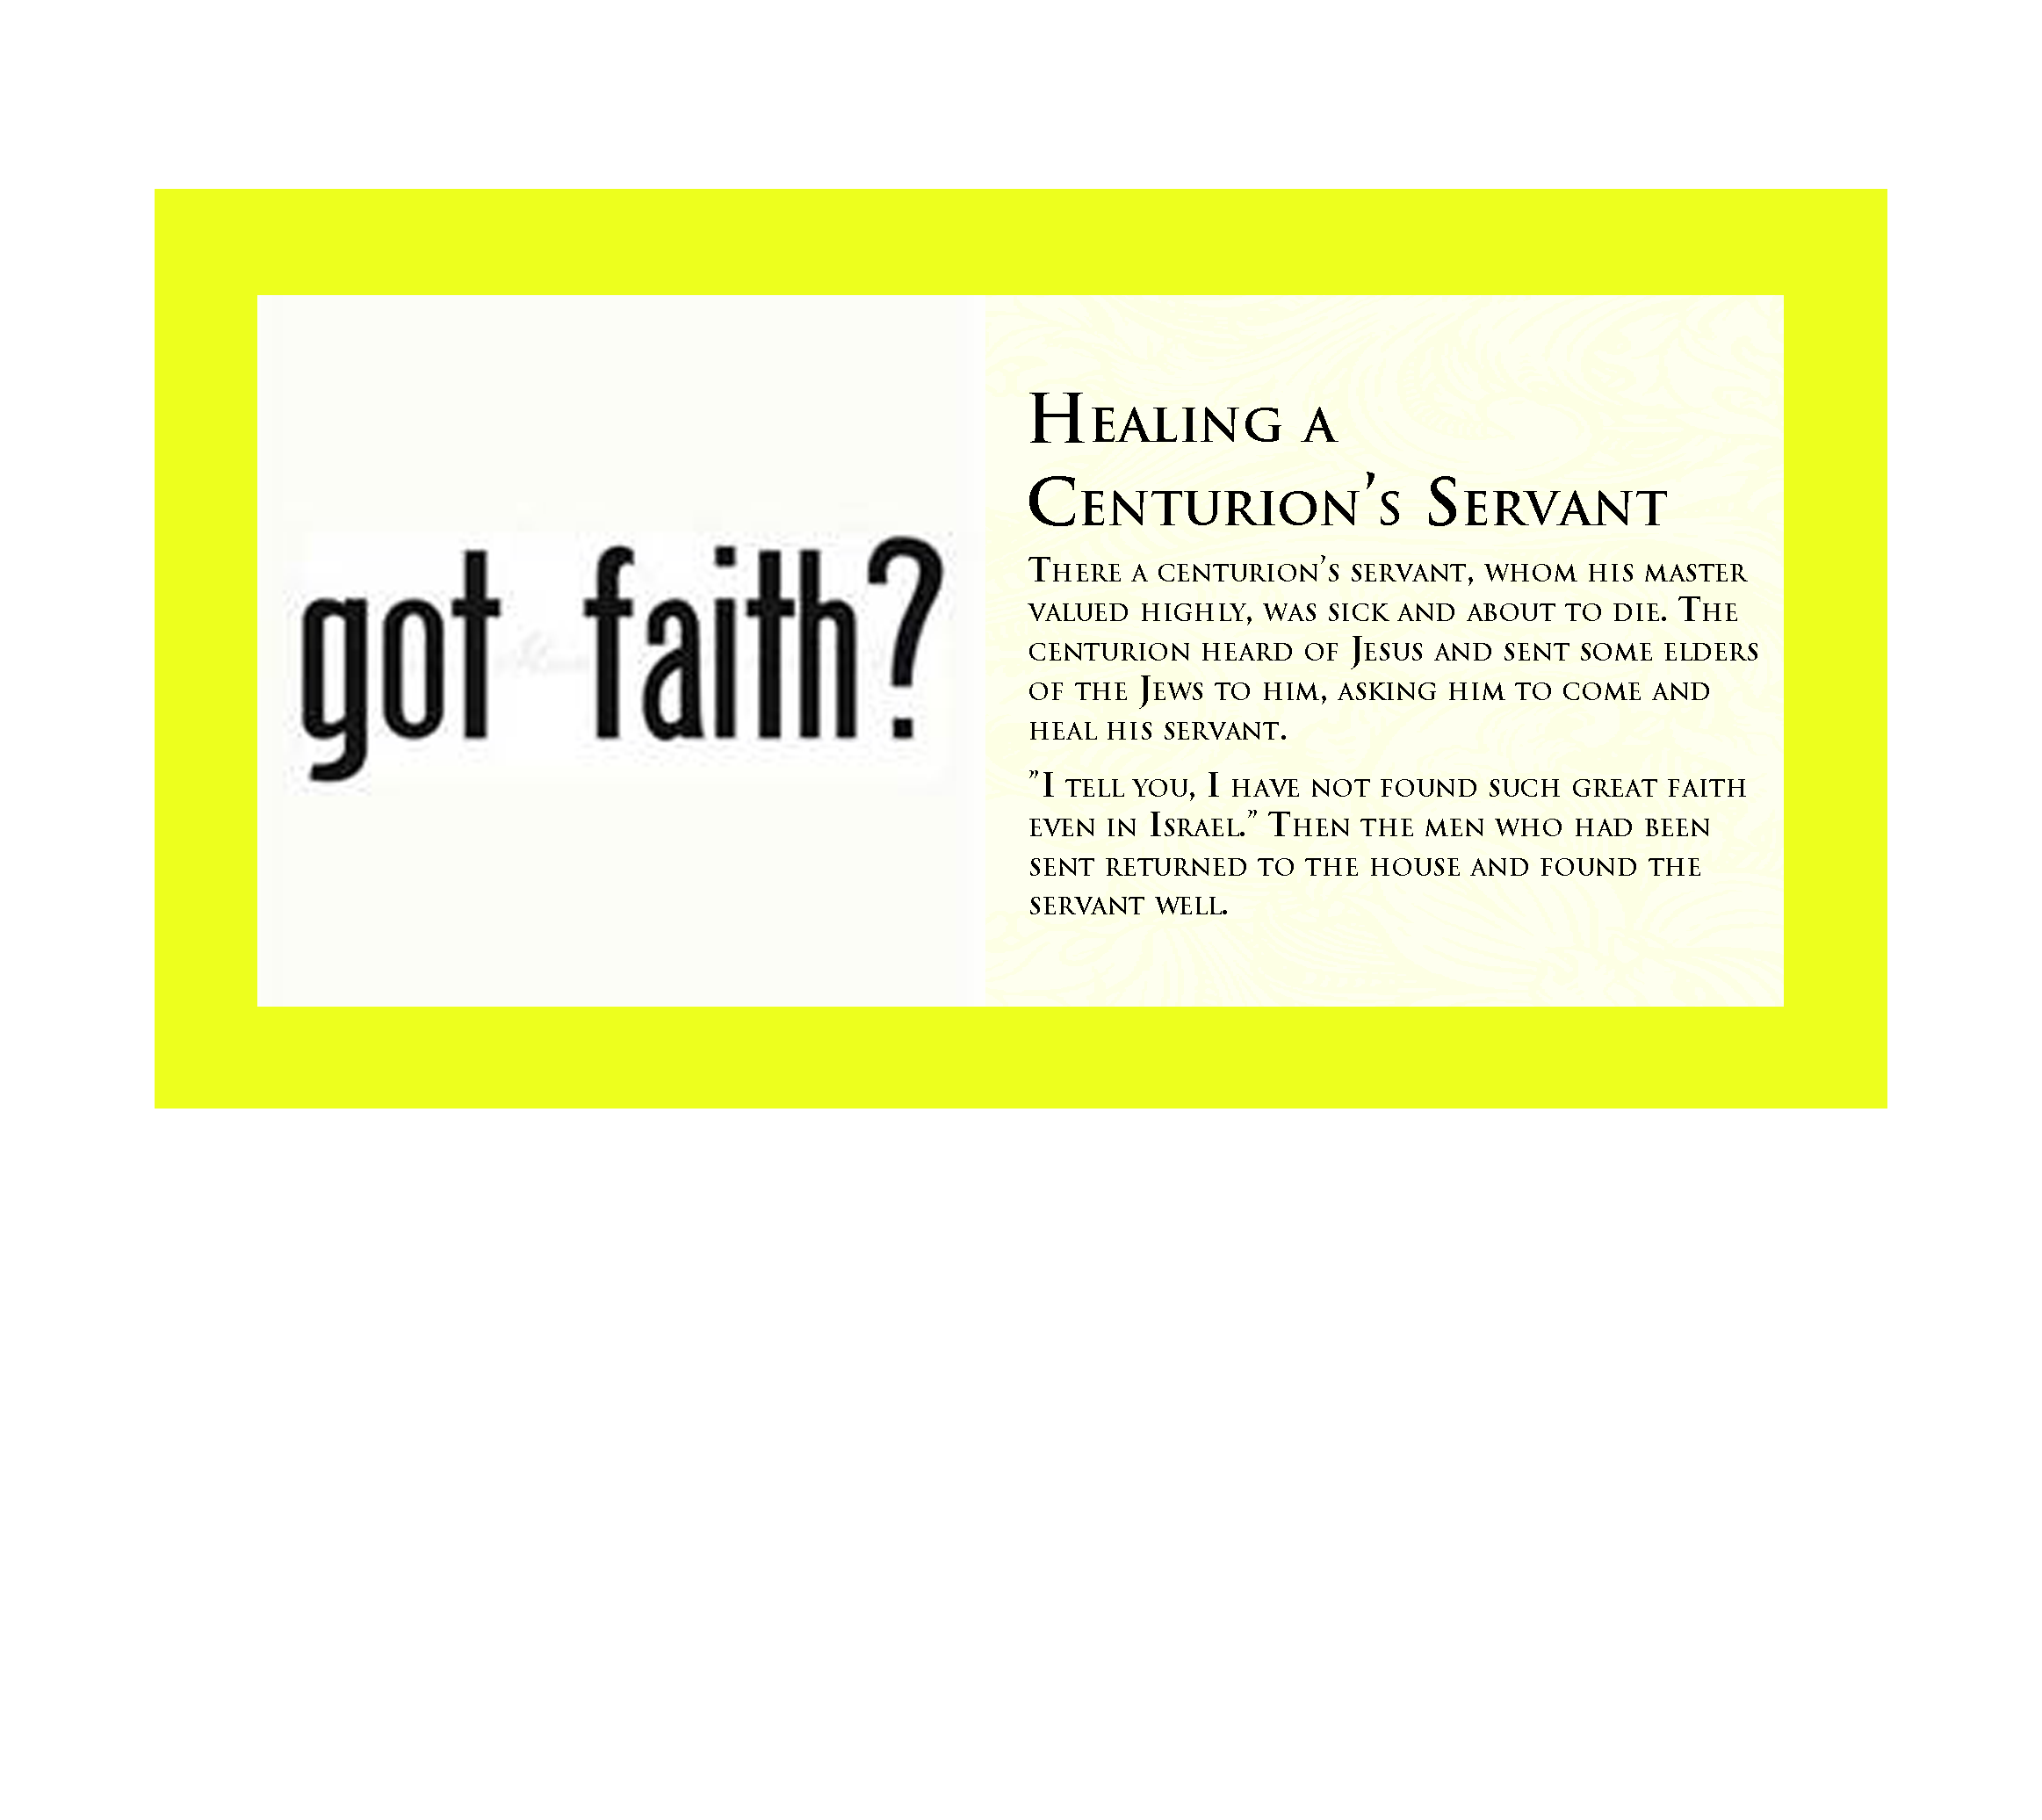 got faith?
Healing a
Centurion’s Servant
There a centurion’s servant, whom his master
valued highly, was sick and about to die. The
centurion heard of Jesus and sent some elders
of the Jews to him, asking him to come and
heal his servant.
”I tell you, I have not found such great faith
even in Israel.” Then the men who had been
sent returned to the house and found the
servant well.